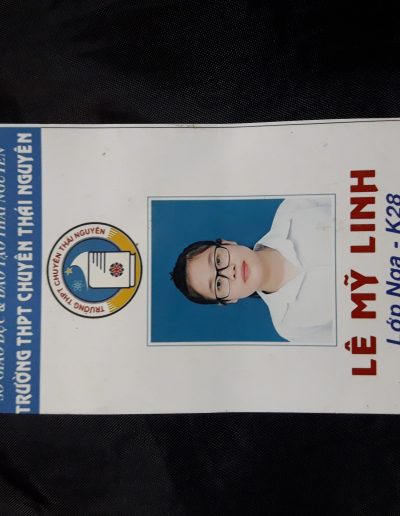 SỞ GIÁO DỤC & ĐÀO TẠO THÁI NGUYÊN
TRƯỜNG THPT CHUYÊN THÁI NGUYÊN
TRƯỜNG THPT CHUYÊN THÁI NGUYÊN
LÊ MỸ LINH
Lớp Nga - K28